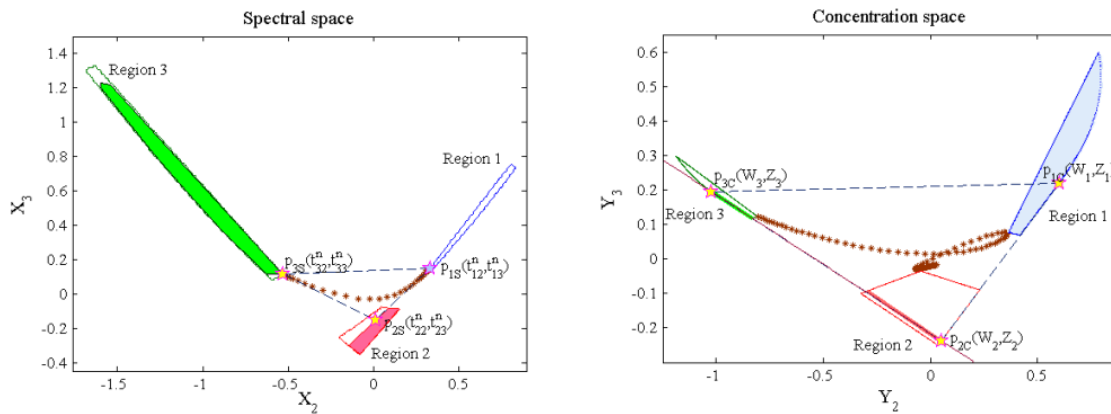 Spectral space
1.4
1.2
1
0.8
0.6
0.4
0.2
0
-0.2
-0.4
X3
Region 3
Region 1
p3S(tn32,tn33)
p1S(tn12,tn13)
p2S(tn22,tn23)
Region 2
-1.5
-1
-0.5
0
0.5
X2
Concentration space
0.6
0.5
0.4
0.3
0.2
0.1
0
-0.1
-0.2
Y3
p3C(W3,Z3)
p1C(W1,Z1
Region 3
Region 1
Region 2
p2C(W2,Z2)
-1
-0.5
0
0.5
Y2